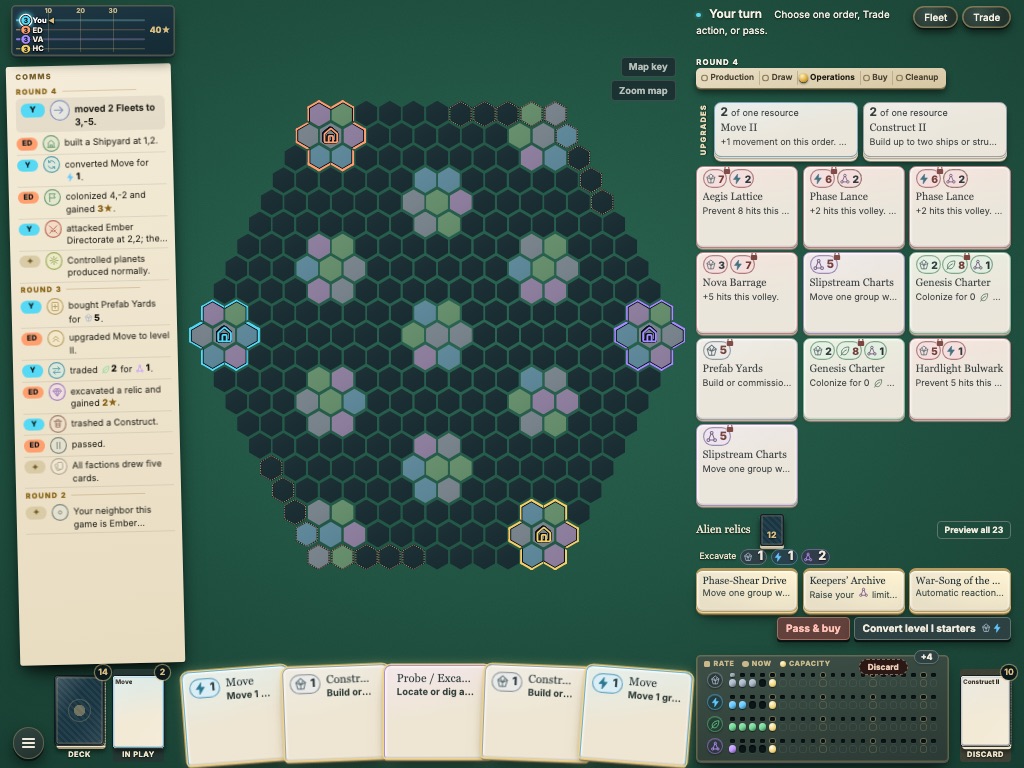 10 20 30
3 You
3 ED
3 VA
3 HC
40★
COMMS
ROUND 4
Y moved 2 Fleets to
3,-5.
ED built a Shipyard at 1,2.
Y converted Move for
1.
ED colonized 4,-2 and
gained 3★.
Y attacked Ember
Directorate at 2,2; the...
Controlled planets
produced normally.
ROUND 3
Y bought Prefab Yards
for 5.
ED upgraded Move to level
II.
Y traded 2 for 1.
ED excavated a relic and
gained 2★.
Y trashed a Construct.
ED passed.
All factions drew five
cards.
ROUND 2
Your neighbor this
game is Ember...
Map key
Zoom map
Your turn Choose one order, Trade
action, or pass.
Fleet
Trade
ROUND 4
Production Draw Operations Buy Cleanup
UPGRADES
2 of one resource
Move II
+1 movement on this order. ...
2 of one resource
Construct II
Build up to two ships or stru...
7 2
Aegis Lattice
Prevent 8 hits this ...
6 2
Phase Lance
+2 hits this volley. ...
6 2
Phase Lance
+2 hits this volley. ...
3 7
Nova Barrage
+5 hits this volley.
5
Slipstream Charts
Move one group w...
2 8 1
Genesis Charter
Colonize for 0 ...
5
Prefab Yards
Build or commissio...
2 8 1
Genesis Charter
Colonize for 0 ...
5 1
Hardlight Bulwark
Prevent 5 hits this ...
5
Slipstream Charts
Move one group w...
Alien relics
12
Preview all 23
Excavate 1 1 2
Phase-Shear Drive
Move one group w...
Keepers' Archive
Raise your limit...
War-Song of the ...
Automatic reaction...
Pass & buy
Convert level I starters
14
DECK
2
Move
IN PLAY
1 Move
Move 1 ...
1 Constr...
Build or...
Probe / Exca...
Locate or dig a...
1 Constr...
Build or...
1 Move
Move 1 gr...
RATE NOW CAPACITY
Discard
+4
10
Construct II
DISCARD